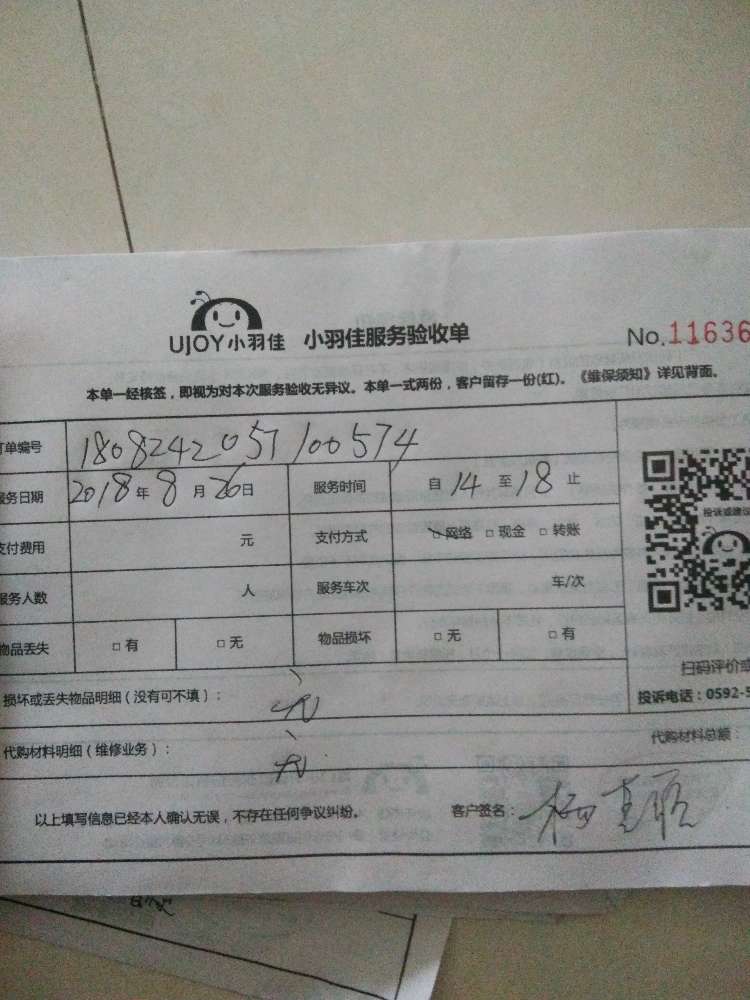 UJOY小羽佳 小羽佳服务验收单 No.11636
本单一经核签，即视为对本次服务验收无异议。本单一式两份，客户留存一份(红)。《维保须知》详见背面。
订单编号 1808242057100574
服务日期 2018年8月26日 服务时间 自14至18止
投诉或建议
支付费用 元 支付方式 网络 □现金 □转账
服务人数 人 服务车次 车/次
物品丢失 □有 □无 物品损坏 □无 □有
扫码评价或
损坏或丢失物品明细（没有可不填）： 无
投诉电话：0592-5
代购材料明细（维修业务）： 无
代购材料总额：
以上填写信息已经本人确认无误，不存在任何争议纠纷。 客户签名：